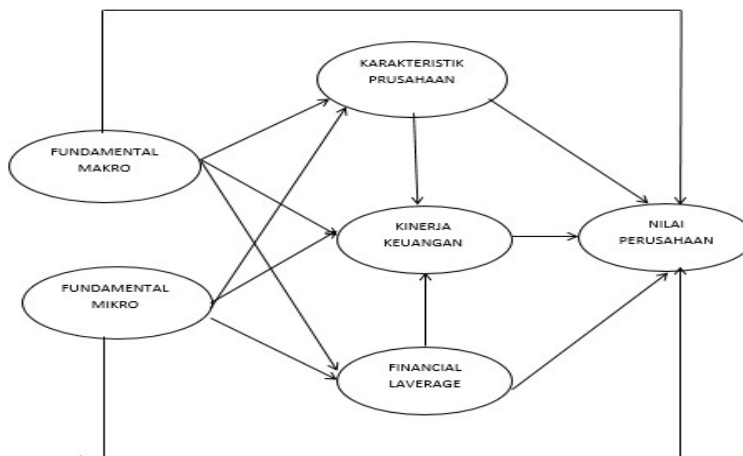 KARAKTERISTIK
PRUSAHAAN
FUNDAMENTAL
MAKRO
KINERJA
KEUANGAN
NILAI
PERUSAHAAN
FUNDAMENTAL
MIKRO
FINANCIAL
LAVERAGE